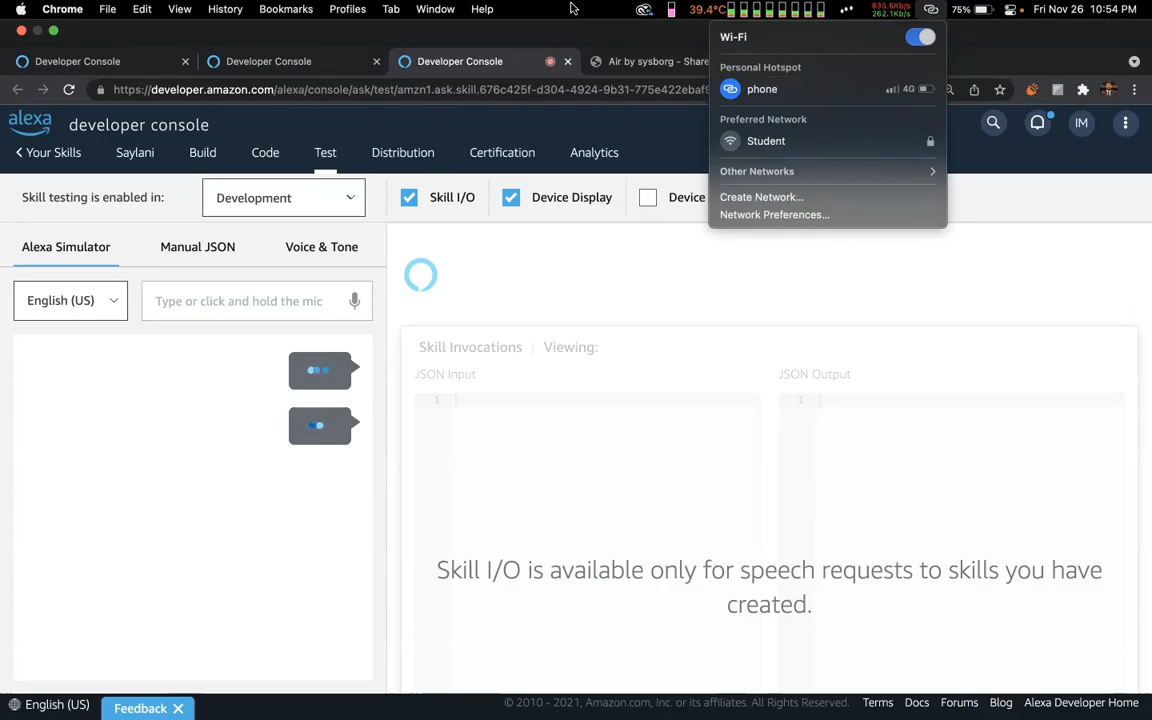 Chrome File Edit View History Bookmarks Profiles Tab Window Help 39.4°C 635.6Kb/s 262.1Kb/s 75% Fri Nov 26 10:54 PM
Wi-Fi
Developer Console Developer Console Developer Console Air by sysborg - Share
Personal Hotspot
phone 4G
https://developer.amazon.com/alexa/console/ask/test/amzn1.ask.skill.676c425f-d304-4924-9b31-775e422ebaf9
Preferred Network
alexa developer console IM
Student
Your Skills Saylani Build Code Test Distribution Certification Analytics
Other Networks
Create Network...
Skill testing is enabled in: Development Skill I/O Device Display Device
Network Preferences...
Alexa Simulator Manual JSON Voice & Tone
English (US) Type or click and hold the mic
Skill Invocations Viewing:
JSON Input JSON Output
1 1
Skill I/O is available only for speech requests to skills you have
created.
English (US) Feedback © 2010 - 2021, Amazon.com, Inc. or its affiliates. All Rights Reserved. Terms Docs Forums Blog Alexa Developer Home